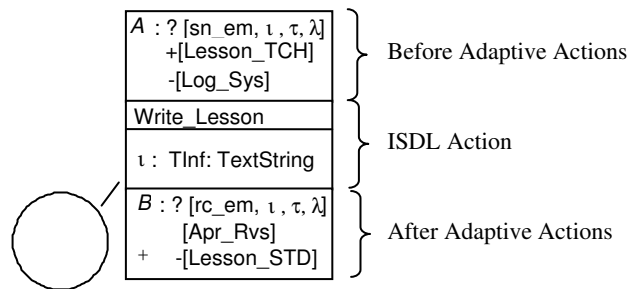 A : ? [sn_em, ι , τ, λ]
+[Lesson_TCH]
-[Log_Sys]
Before Adaptive Actions
Write_Lesson
ISDL Action
ι : TInf: TextString
B : ? [rc_em, ι , τ, λ]
[Apr_Rvs]
+ -[Lesson_STD]
After Adaptive Actions